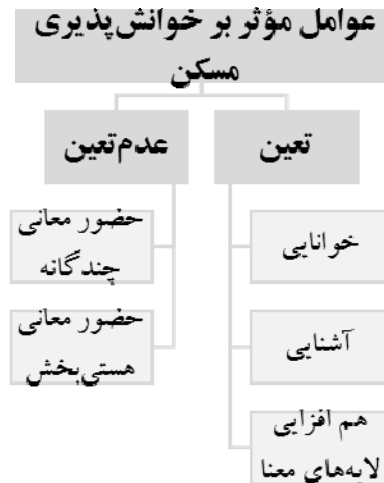 عوامل مؤثر بر خوانش‌پذیری
مسکن
تعین
عدم‌تعین
خوانایی
آشنایی
هم افزایی
لایه‌های معنا
حضور معانی
چندگانه
حضور معانی
هستی‌بخش